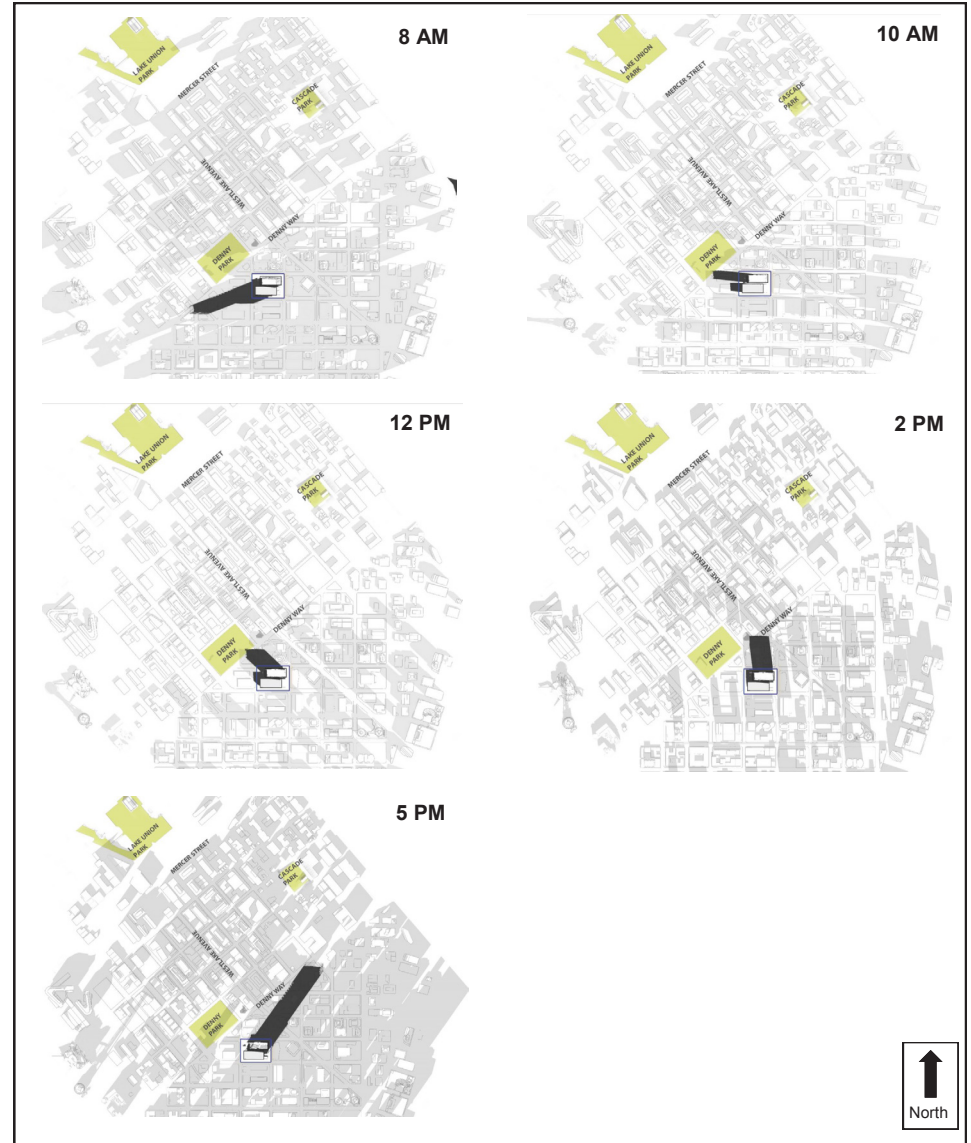 8 AM
LAKE UNION
PARK
MERCER STREET
CASCADE
PARK
WESTLAKE AVENUE
DENNY WAY
DENNY
PARK
10 AM
LAKE UNION
PARK
MERCER STREET
CASCADE
PARK
WESTLAKE AVENUE
DENNY WAY
DENNY
PARK
12 PM
LAKE UNION
PARK
MERCER STREET
CASCADE
PARK
WESTLAKE AVENUE
DENNY WAY
DENNY
PARK
2 PM
LAKE UNION
PARK
MERCER STREET
CASCADE
PARK
WESTLAKE AVENUE
DENNY WAY
DENNY
PARK
5 PM
LAKE UNION
PARK
MERCER STREET
CASCADE
PARK
WESTLAKE AVENUE
DENNY WAY
DENNY
PARK
North